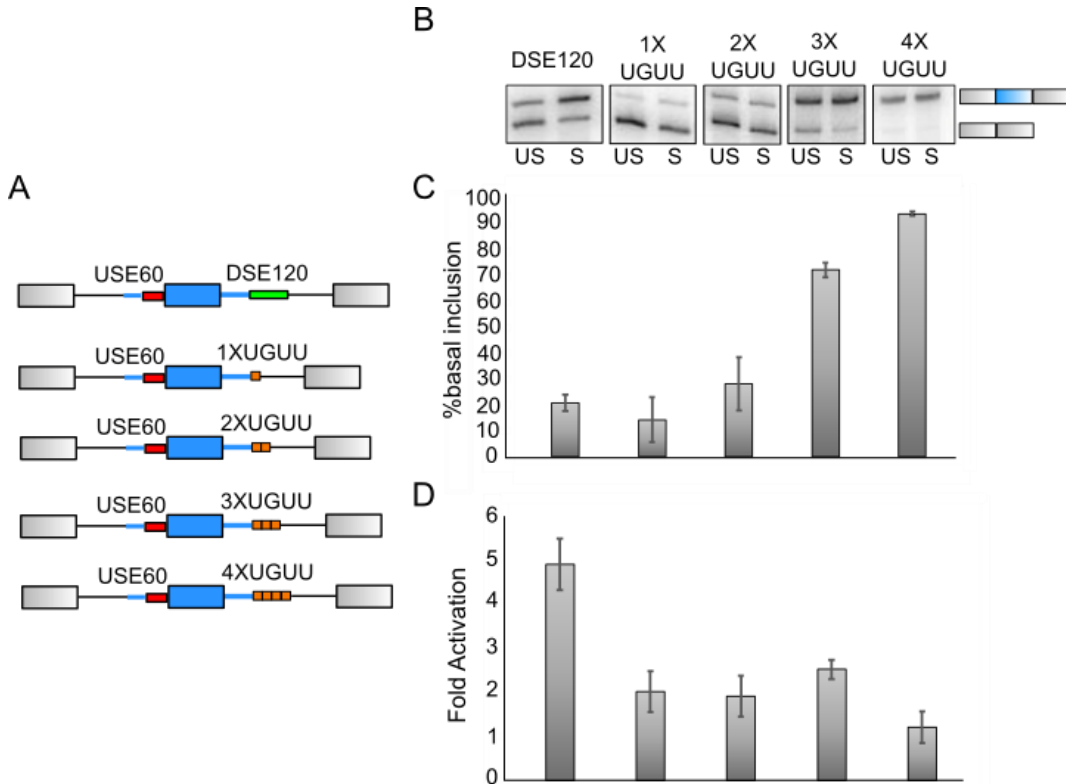 B
DSE120
1X
UGUU
2X
UGUU
3X
UGUU
4X
UGUU
US S
US S
US S
US S
US S
A
USE60 DSE120
USE60 1XUGUU
USE60 2XUGUU
USE60 3XUGUU
USE60 4XUGUU
C
%basal inclusion
100
90
80
70
60
50
40
30
20
10
0
D
Fold Activation
6
5
4
3
2
1
0